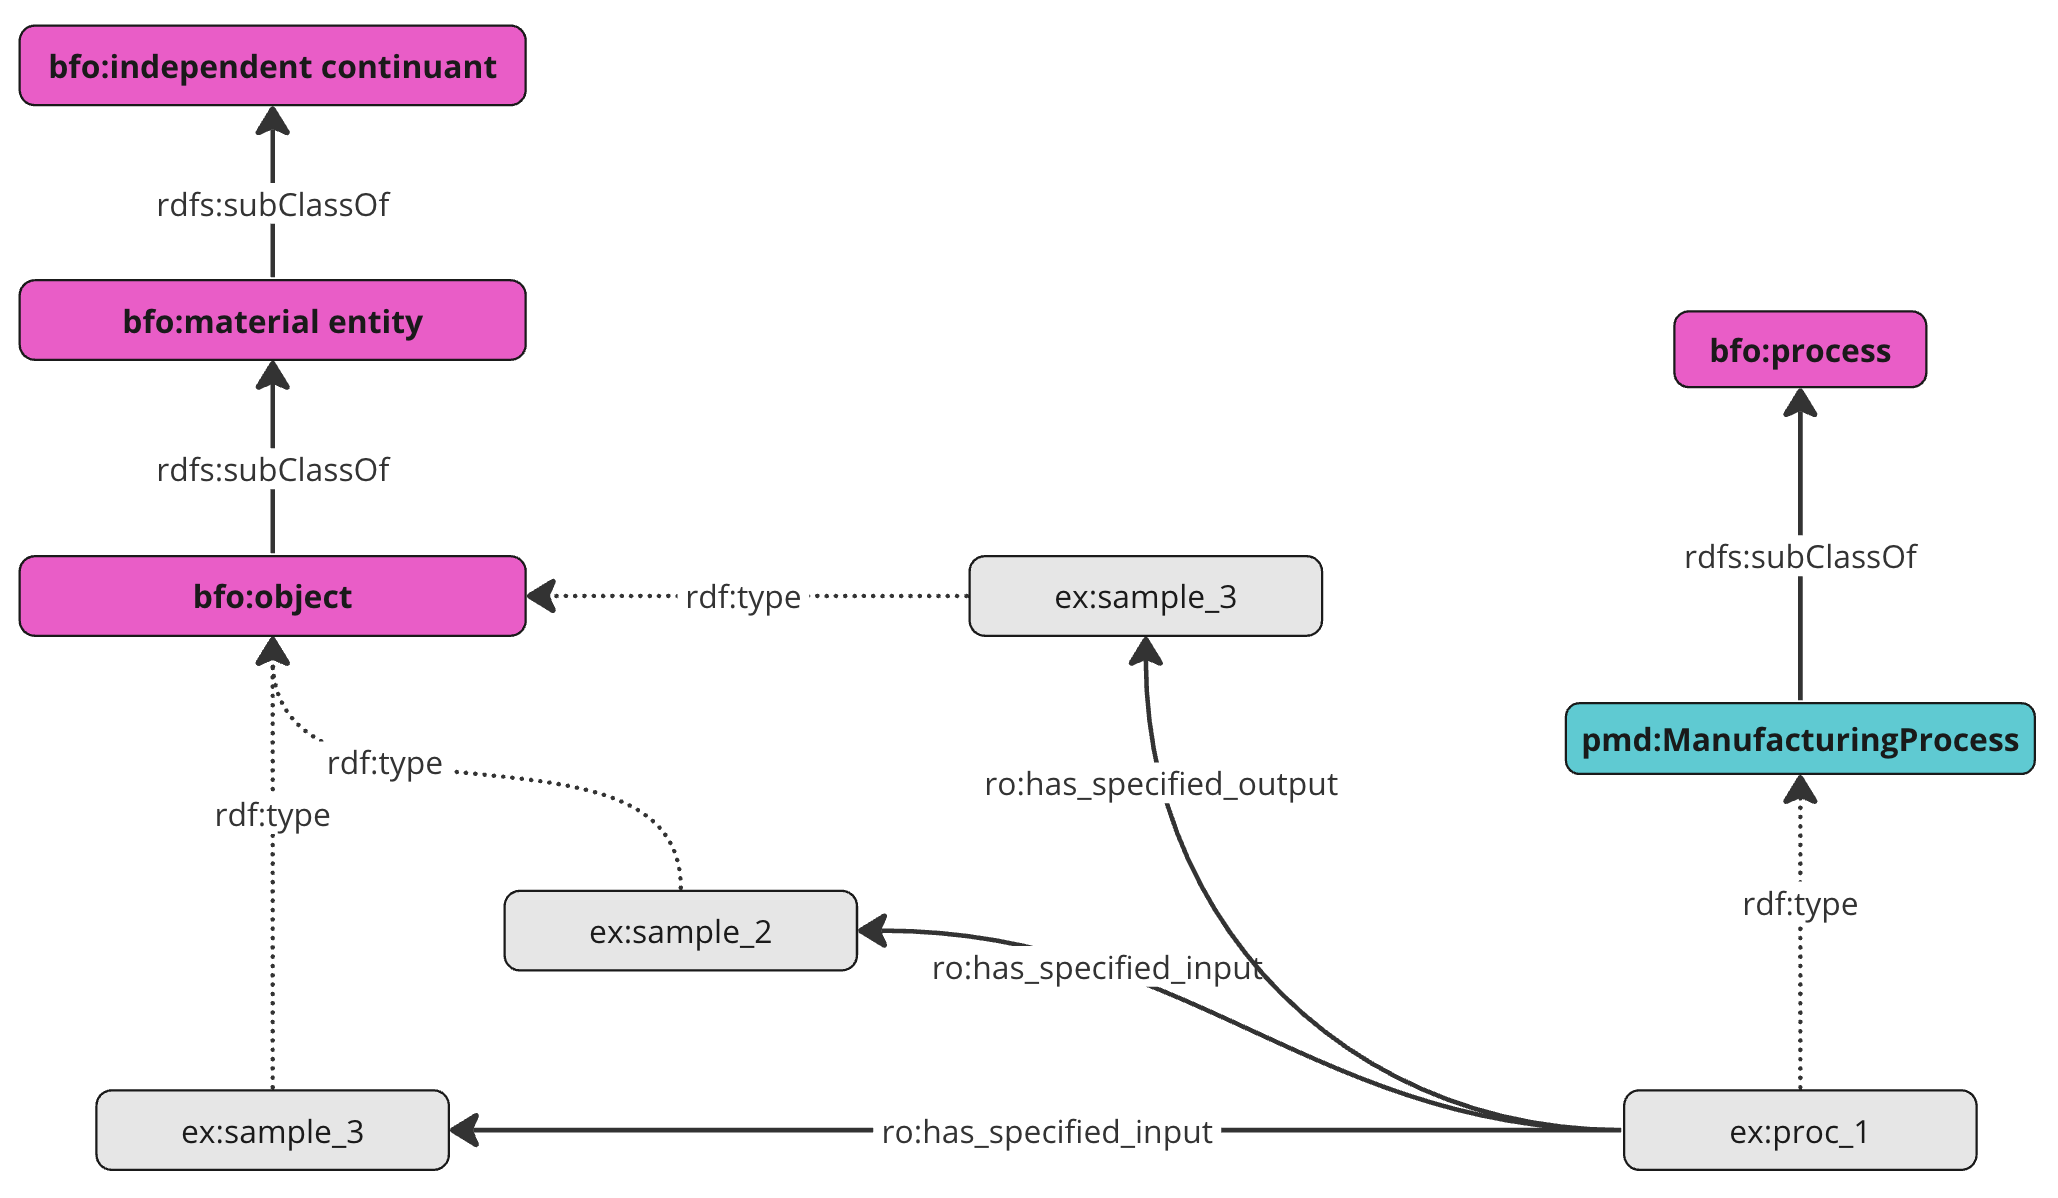 bfo:independent continuant
rdfs:subClassOf
bfo:material entity
bfo:process
rdfs:subClassOf
rdfs:subClassOf
bfo:object
rdf:type
ex:sample_3
pmd:ManufacturingProcess
rdf:type
ro:has_specified_output
rdf:type
rdf:type
ex:sample_2
ro:has_specified_input
ex:sample_3
ro:has_specified_input
ex:proc_1